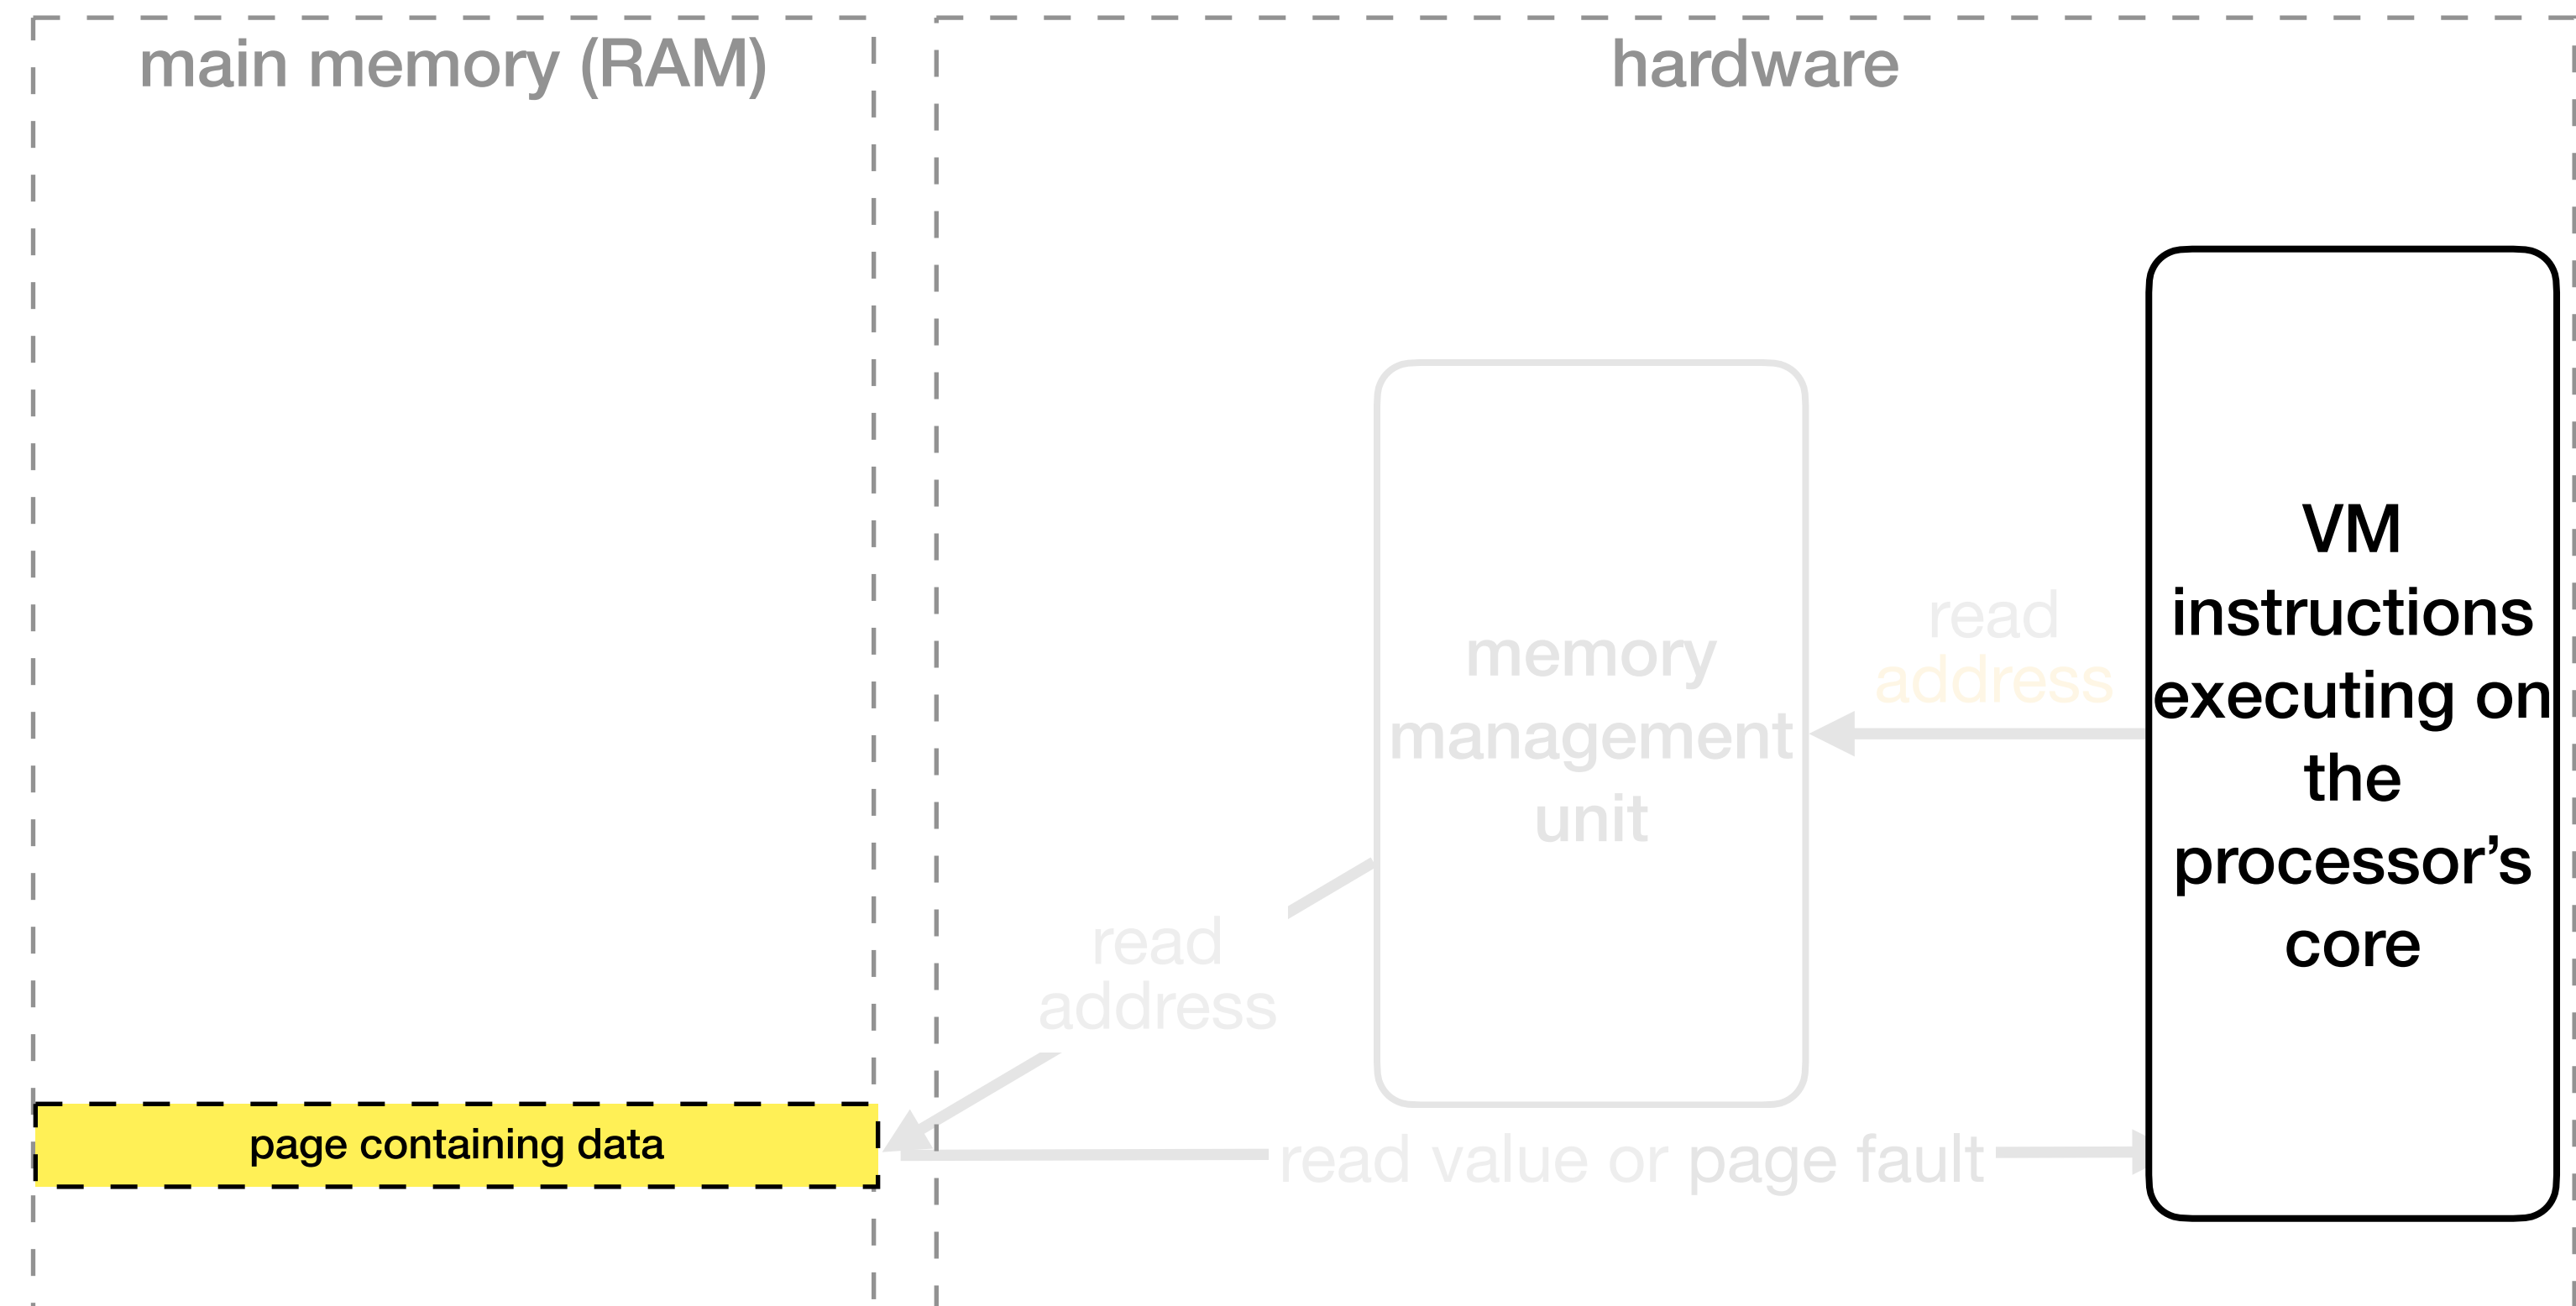 main memory (RAM)
hardware
VM
instructions
executing on
the
processor’s
core
memory
management
unit
read
address
read
address
page containing data
read value or page fault